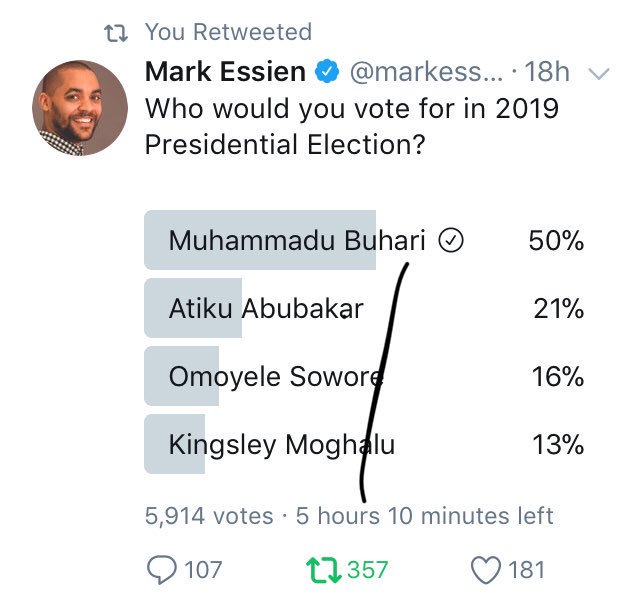 You Retweeted
Mark Essien @markess... · 18h
Who would you vote for in 2019
Presidential Election?
Muhammadu Buhari 50%
Atiku Abubakar 21%
Omoyele Sowore 16%
Kingsley Moghalu 13%
5,914 votes · 5 hours 10 minutes left
107 357 181